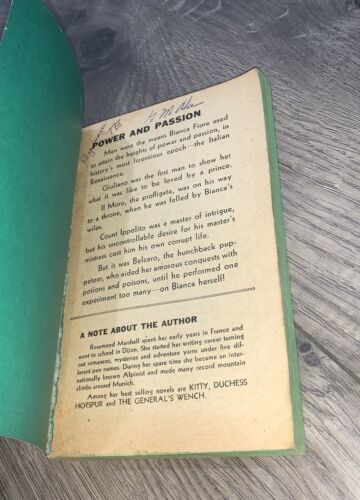 POWER AND PASSION
Men were the means Bianca Fiore used
to attain the heights of power and passion, in
history's most licentious epoch—the Italian
Renaissance.
Giuliano was the first man to show her
what it was like to be loved by a prince.
Il Moro, the profligate, was on his way
to a throne, when he was felled by Bianca's
wiles.
Count Ippolito was a master of intrigue,
but his uncontrollable desire for his master's
mistress cost him his own corrupt life.
But it was Belcaro, the hunchback pup-
peteer, who aided her amorous conquests with
potions and poisons, until he performed one
experiment too many—on Bianca herself!
A NOTE ABOUT THE AUTHOR
Rosamond Marshall spent her early years in France and
went to school in Dijon. She started her writing career turning
out romances, mysteries and adventure yarns under five dif-
ferent pen names. During her spare time she became an inter-
nationally known Alpinist and made many record mountain
climbs around Munich.
Among her best selling novels are KITTY, DUCHESS
HOTSPUR and THE GENERAL'S WENCH.